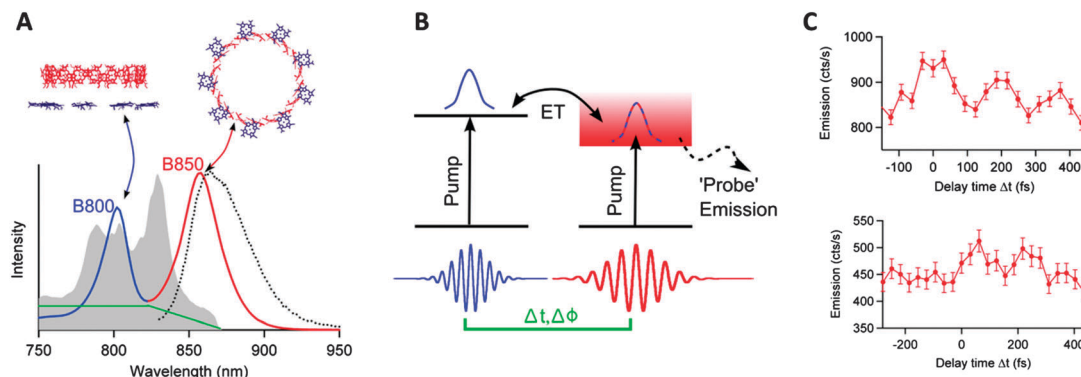 A
B800
B850
Intensity
750 800 850 900 950
Wavelength (nm)
B
Pump
ET
Pump
'Probe'
Emission
Δt,Δϕ
C
Emission (cts/s)
1000
900
800
-100 0 100 200 300 400
Delay time Δt (fs)
Emission (cts/s)
550
500
450
400
350
-200 0 200 400
Delay time Δt (fs)